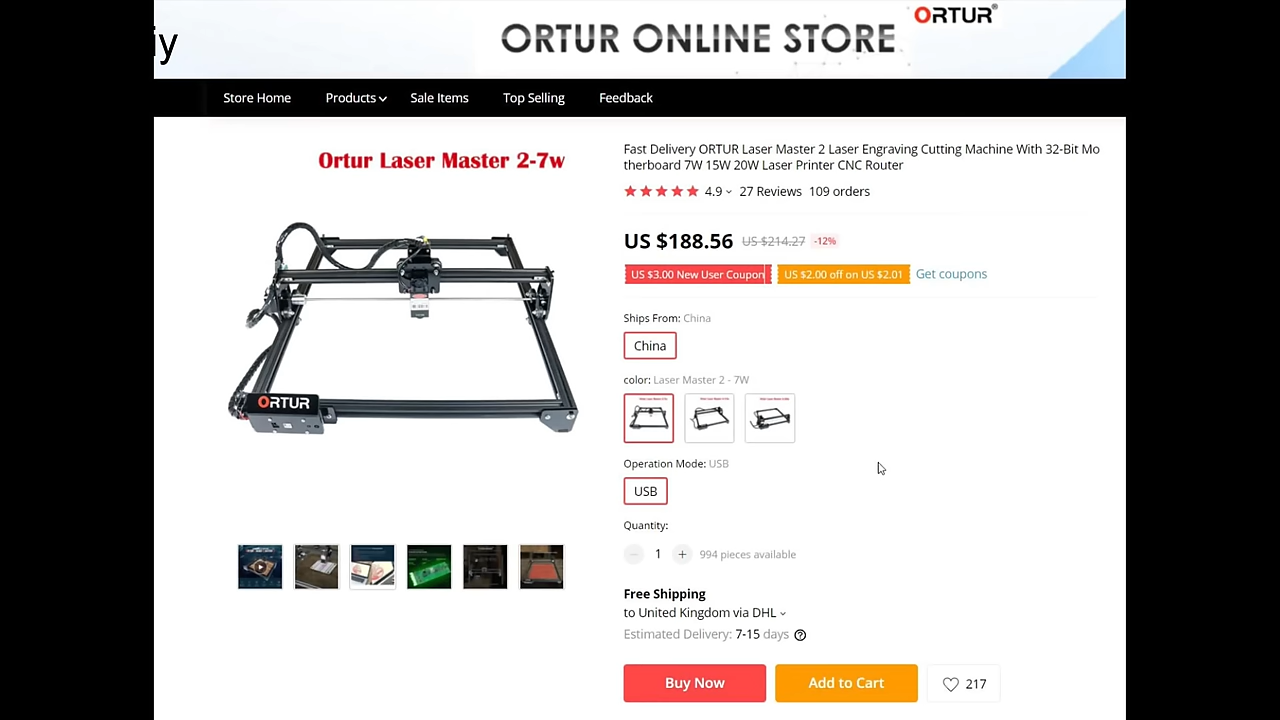 iy
ORTUR ONLINE STORE
ORTUR®
Store Home Products Sale Items Top Selling Feedback
Ortur Laser Master 2-7w
Fast Delivery ORTUR Laser Master 2 Laser Engraving Cutting Machine With 32-Bit Mo
therboard 7W 15W 20W Laser Printer CNC Router
4.9 27 Reviews 109 orders
US $188.56 US $214.27 -12%
US $3.00 New User Coupon US $2.00 off on US $2.01 Get coupons
Ships From: China
China
color: Laser Master 2 - 7W
ORTUR
Operation Mode: USB
USB
Quantity:
1 + 994 pieces available
Free Shipping
to United Kingdom via DHL
Estimated Delivery: 7-15 days ?
Buy Now Add to Cart 217